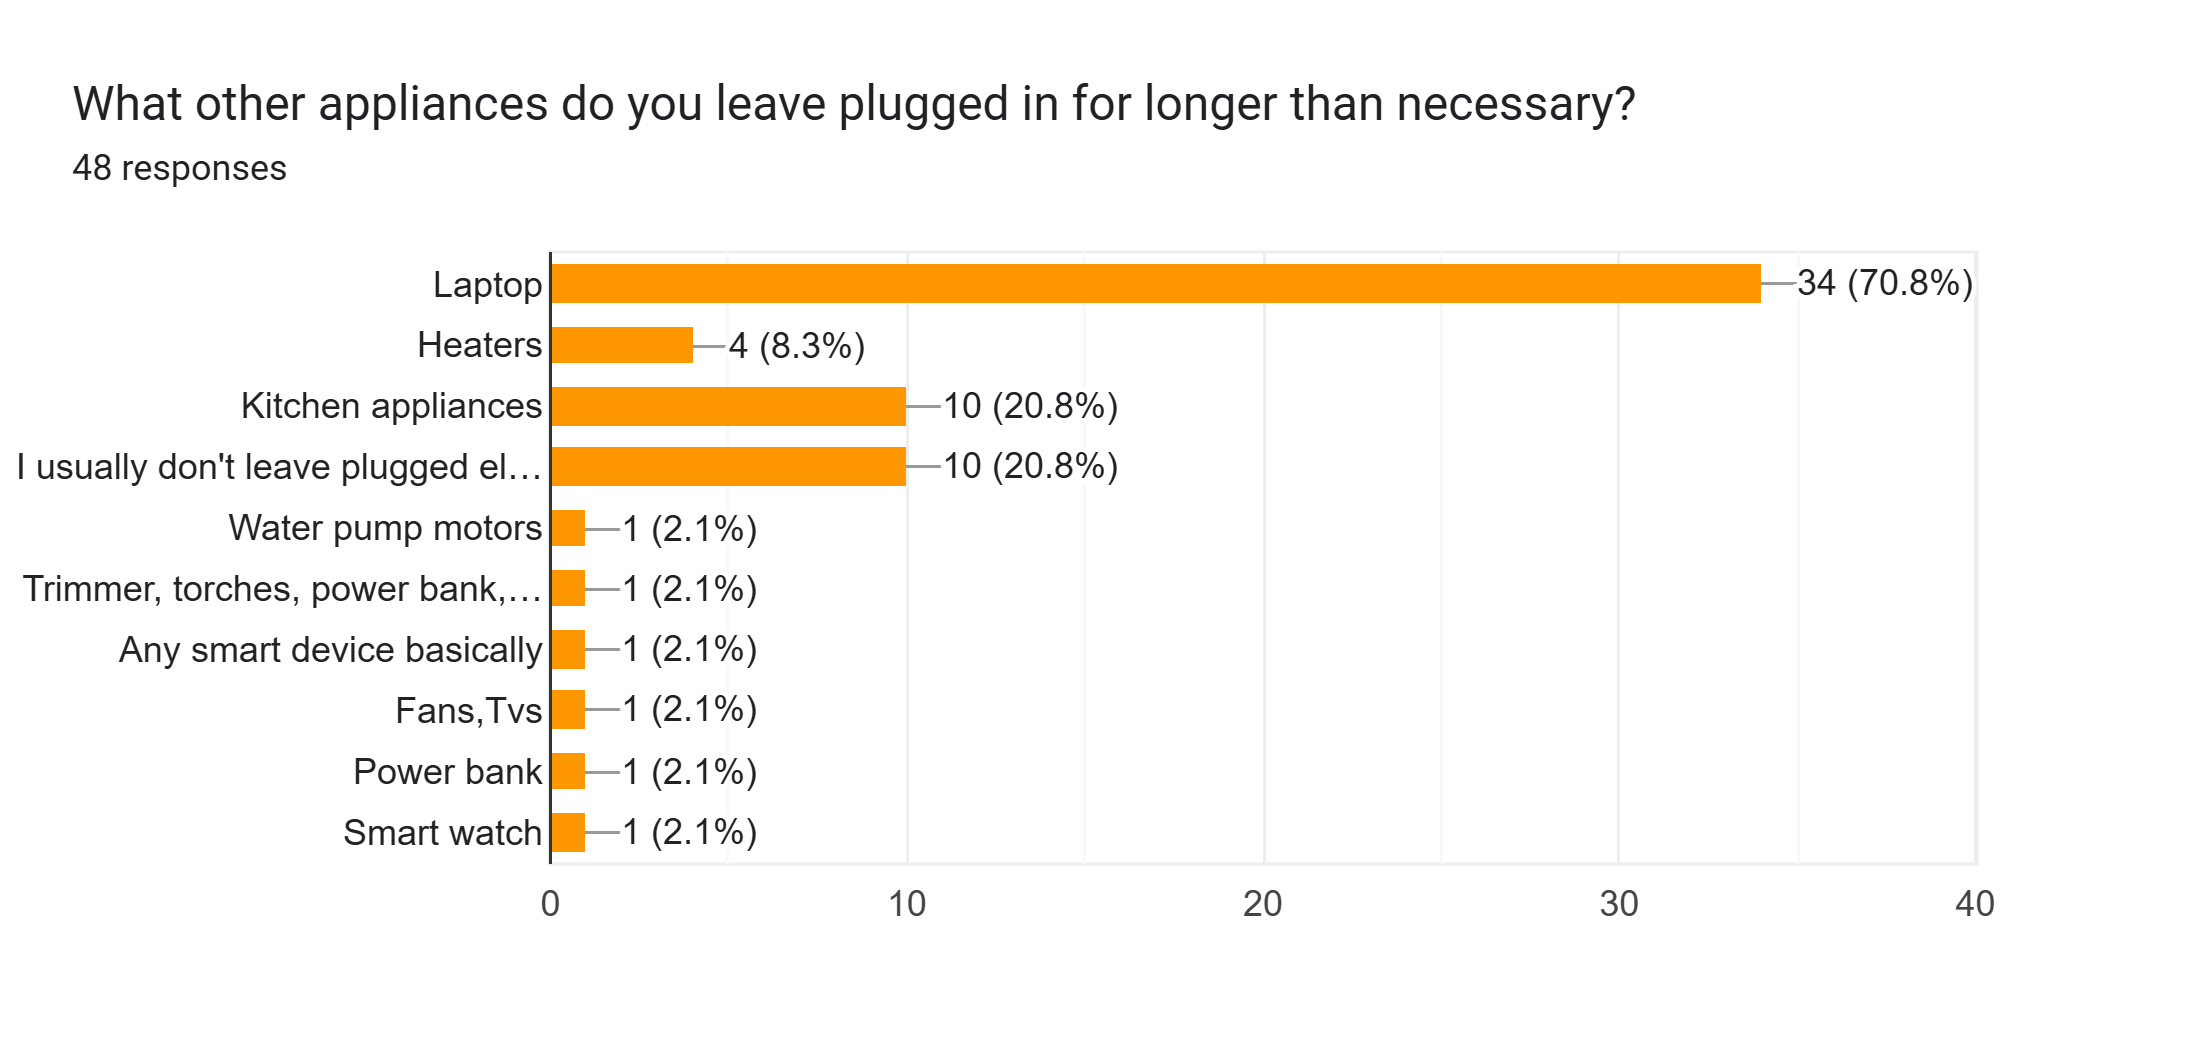 What other appliances do you leave plugged in for longer than necessary?
48 responses
Laptop 34 (70.8%)
Heaters 4 (8.3%)
Kitchen appliances 10 (20.8%)
I usually don't leave plugged el… 10 (20.8%)
Water pump motors 1 (2.1%)
Trimmer, torches, power bank,… 1 (2.1%)
Any smart device basically 1 (2.1%)
Fans,Tvs 1 (2.1%)
Power bank 1 (2.1%)
Smart watch 1 (2.1%)
0 10 20 30 40